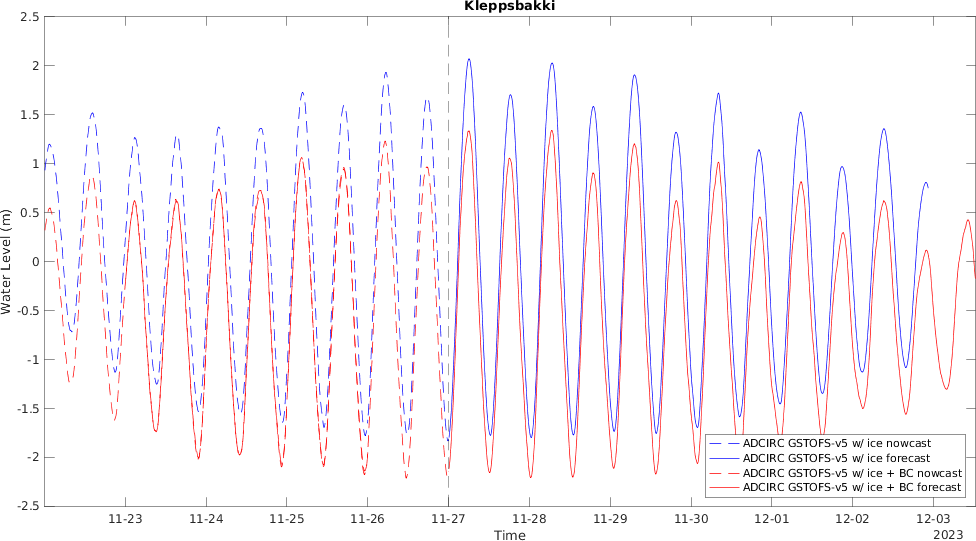 Kleppsbakki
2.5
2
1.5
1
0.5
0
-0.5
-1
-1.5
-2
-2.5
Water Level (m)
ADCIRC GSTOFS-v5 w/ ice nowcast
ADCIRC GSTOFS-v5 w/ ice forecast
ADCIRC GSTOFS-v5 w/ ice + BC nowcast
ADCIRC GSTOFS-v5 w/ ice + BC forecast
11-23 11-24 11-25 11-26 11-27 11-28 11-29 11-30 12-01 12-02 12-03
Time
2023